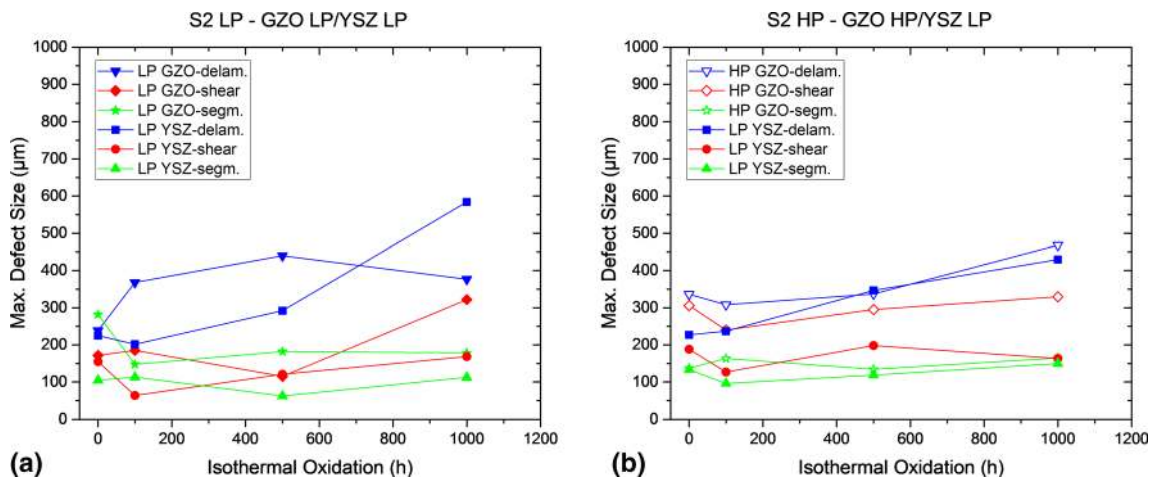 S2 LP - GZO LP/YSZ LP
1000
900
800
700
600
500
400
300
200
100
0
Max. Defect Size (µm)
LP GZO-delam.
LP GZO-shear
LP GZO-segm.
LP YSZ-delam.
LP YSZ-shear
LP YSZ-segm.
0 200 400 600 800 1000 1200
Isothermal Oxidation (h)
(a)
S2 HP - GZO HP/YSZ LP
1000
900
800
700
600
500
400
300
200
100
0
Max. Defect Size (µm)
HP GZO-delam.
HP GZO-shear
HP GZO-segm.
LP YSZ-delam.
LP YSZ-shear
LP YSZ-segm.
0 200 400 600 800 1000 1200
Isothermal Oxidation (h)
(b)